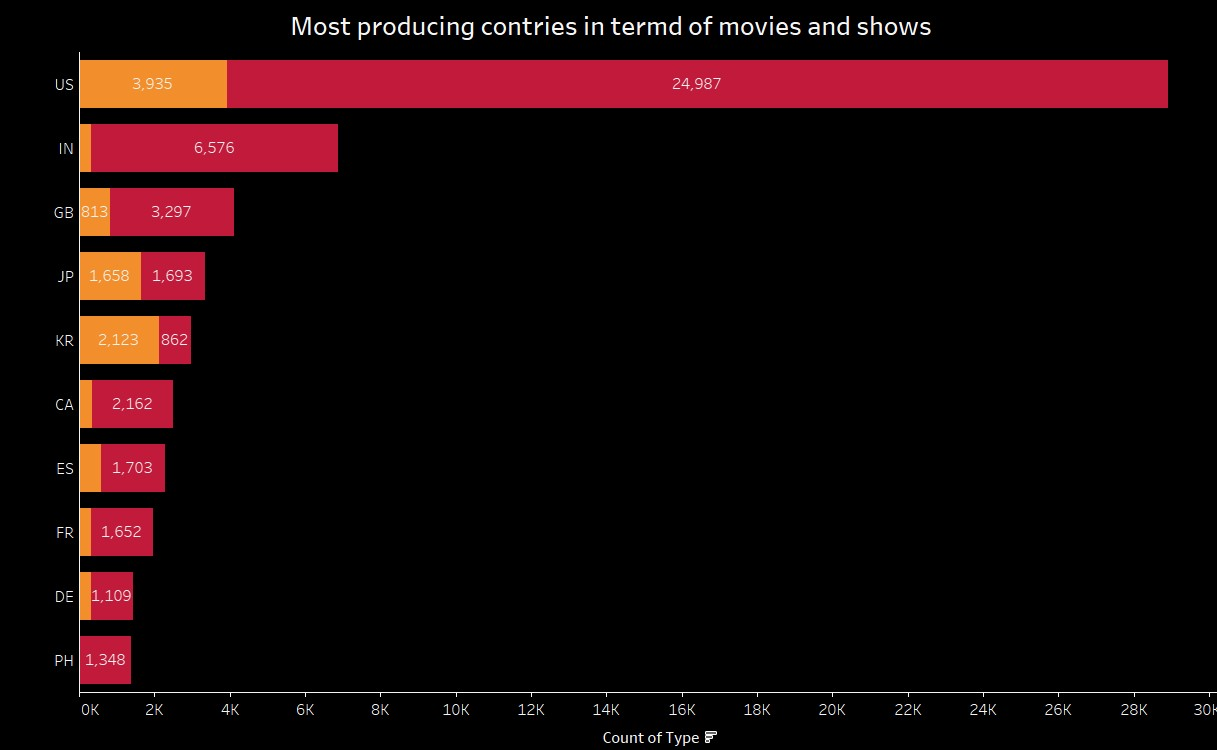 Most producing contries in termd of movies and shows
US 3,935 24,987
IN 6,576
GB 813 3,297
JP 1,658 1,693
KR 2,123 862
CA 2,162
ES 1,703
FR 1,652
DE 1,109
PH 1,348
0K 2K 4K 6K 8K 10K 12K 14K 16K 18K 20K 22K 24K 26K 28K 30K
Count of Type